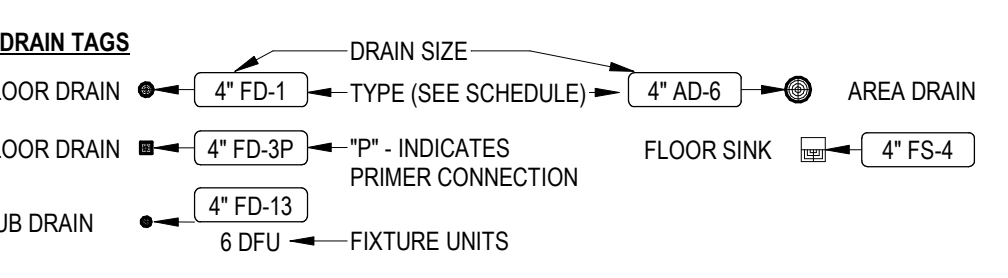 DRAIN TAGS
DRAIN SIZE
LOOR DRAIN
4" FD-1
TYPE (SEE SCHEDULE)
4" AD-6
AREA DRAIN
LOOR DRAIN
4" FD-3P
"P" - INDICATES
PRIMER CONNECTION
FLOOR SINK
4" FS-4
UB DRAIN
4" FD-13
6 DFU
FIXTURE UNITS